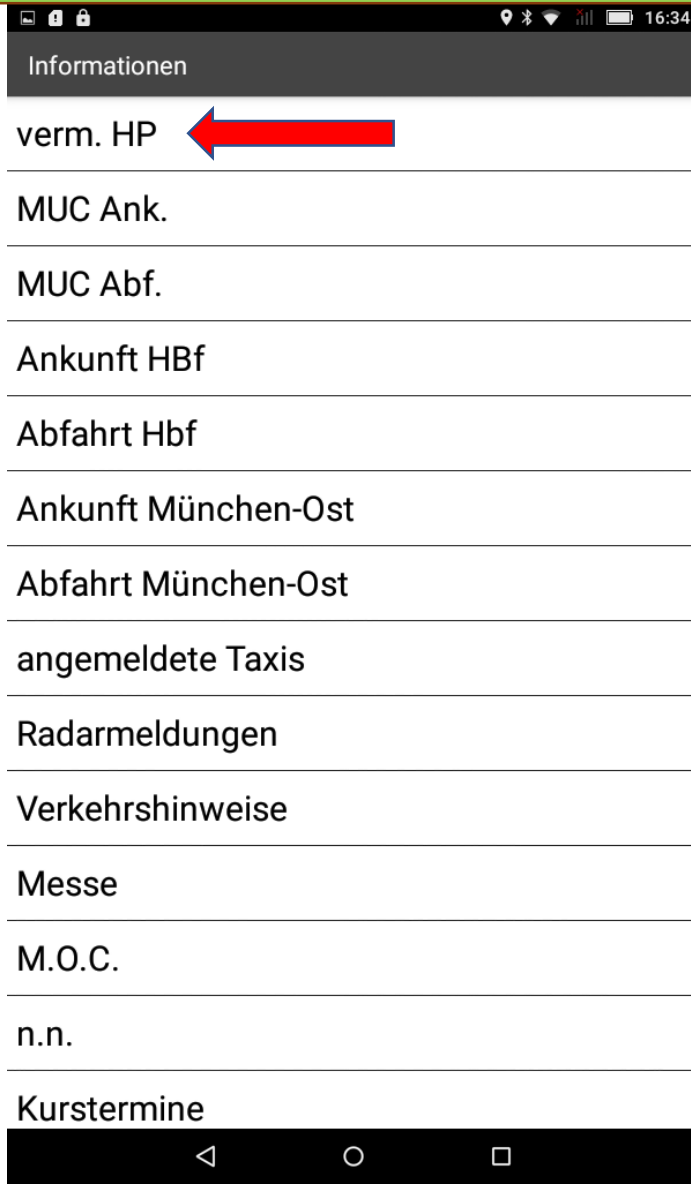 16:34
Informationen
verm. HP
MUC Ank.
MUC Abf.
Ankunft HBf
Abfahrt Hbf
Ankunft München-Ost
Abfahrt München-Ost
angemeldete Taxis
Radarmeldungen
Verkehrshinweise
Messe
M.O.C.
n.n.
Kurstermine